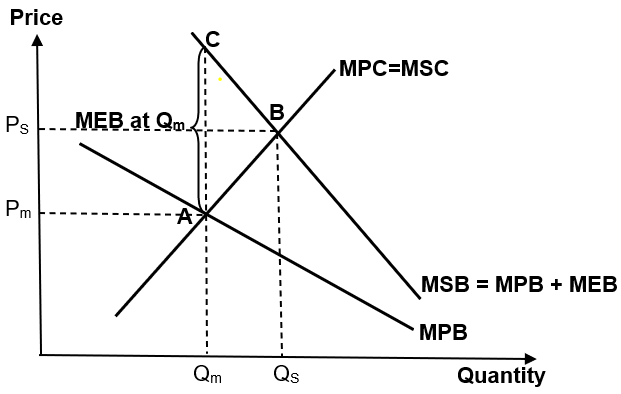 Price
C
MPC=MSC
B
MEB at Qm
PS
Pm
A
MSB = MPB + MEB
MPB
Qm
QS
Quantity